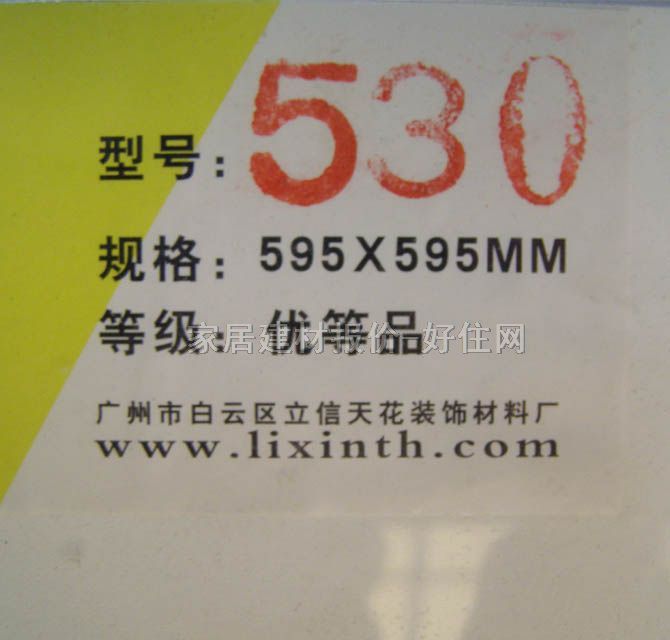 型号：530
规格：595X595MM
等级：优等品
家居建材报价 好住网
广州市白云区立信天花装饰材料厂
www.lixinth.com